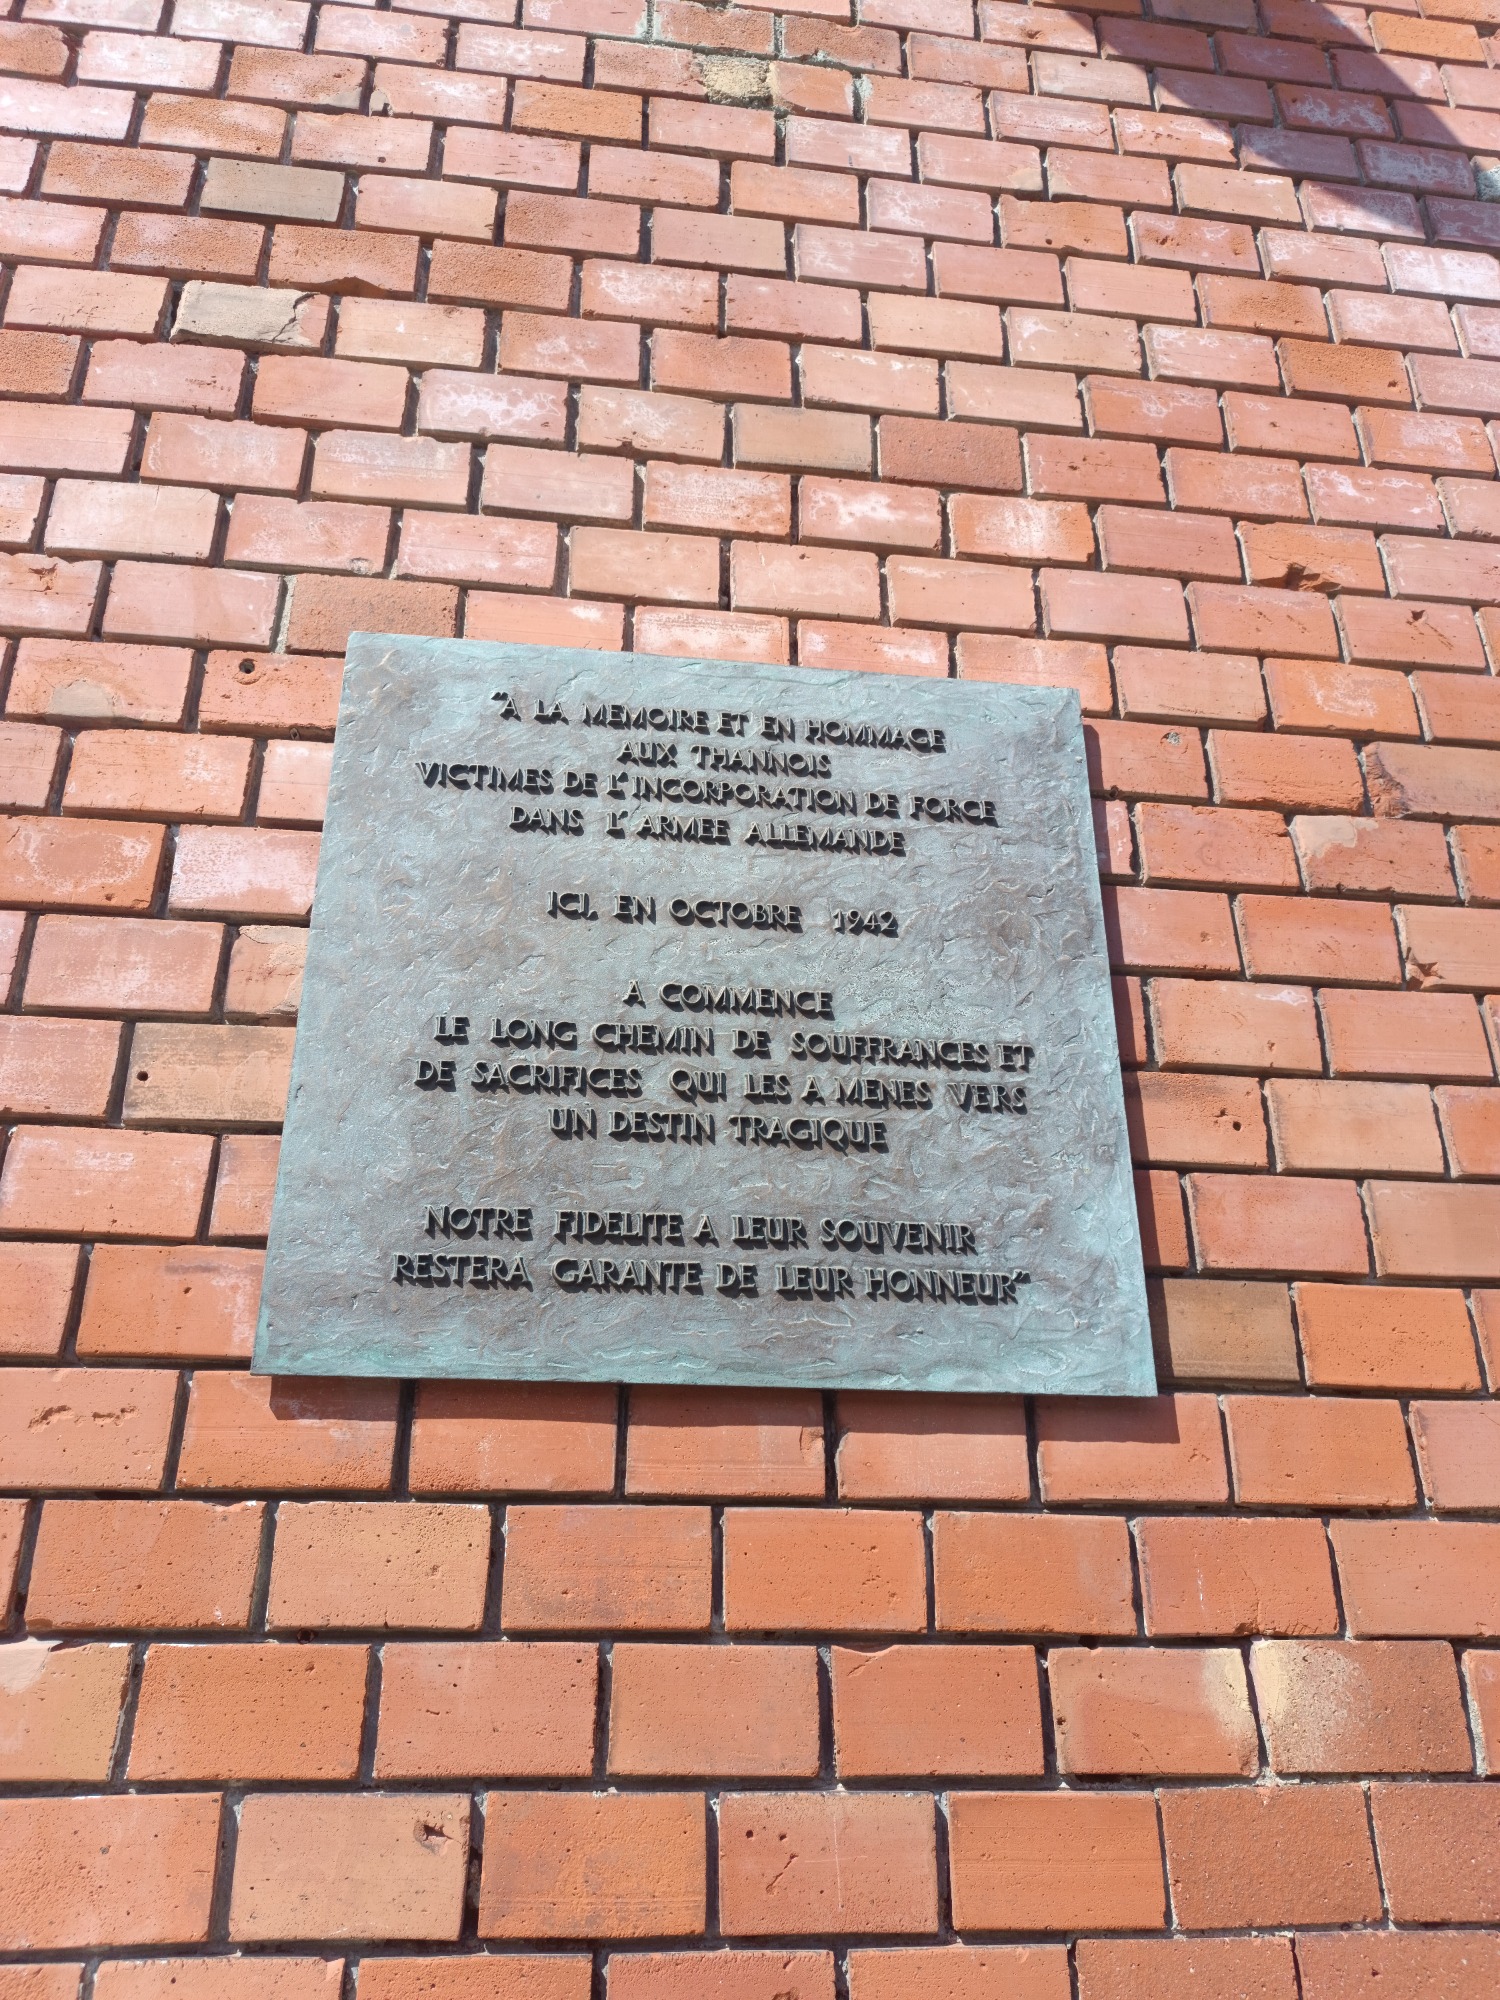 "A LA MEMOIRE ET EN HOMMAGE
AUX THANNOIS
VICTIMES DE L'INCORPORATION DE FORCE
DANS L'ARMEE ALLEMANDE
ICI, EN OCTOBRE 1942
A COMMENCE
LE LONG CHEMIN DE SOUFFRANCES ET
DE SACRIFICES QUI LES A MENES VERS
UN DESTIN TRAGIQUE
NOTRE FIDELITE A LEUR SOUVENIR
RESTERA GARANTE DE LEUR HONNEUR"